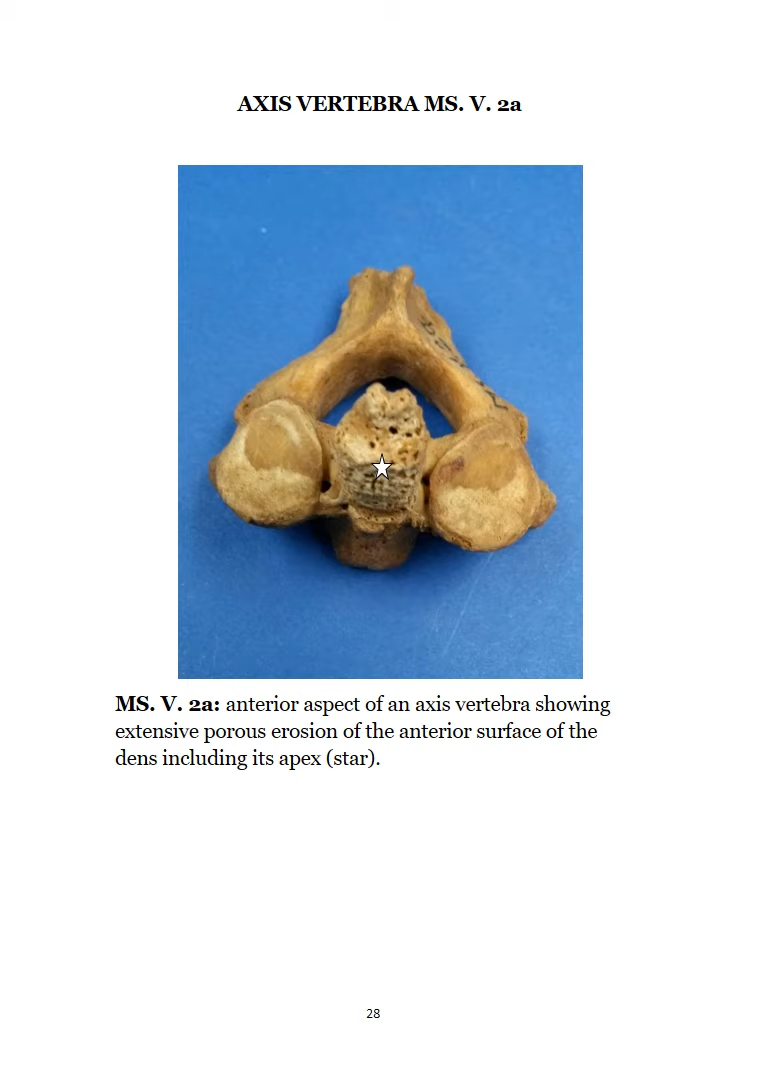 AXIS VERTEBRA MS. V. 2a
MS. V. 2a: anterior aspect of an axis vertebra showing
extensive porous erosion of the anterior surface of the
dens including its apex (star).
28